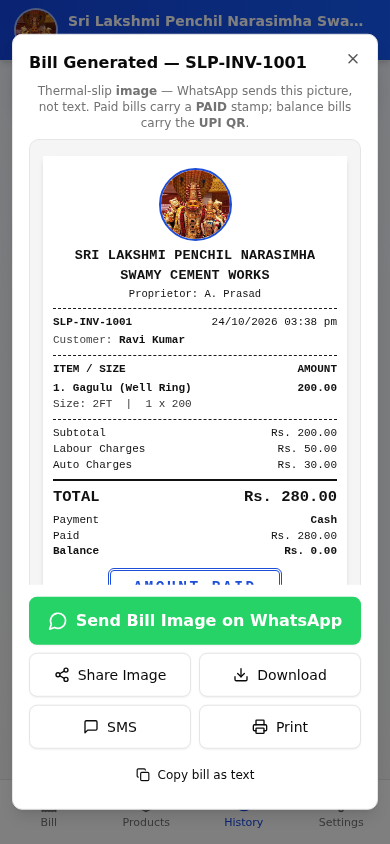 Sri Lakshmi Penchil Narasimha Swa...
Bill Generated — SLP-INV-1001
Thermal-slip image — WhatsApp sends this picture,
not text. Paid bills carry a PAID stamp; balance bills
carry the UPI QR.
SRI LAKSHMI PENCHIL NARASIMHA
SWAMY CEMENT WORKS
Proprietor: A. Prasad
SLP-INV-1001 24/10/2026 03:38 pm
Customer: Ravi Kumar
ITEM / SIZE AMOUNT
1. Gagulu (Well Ring) 200.00
Size: 2FT | 1 x 200
Subtotal Rs. 200.00
Labour Charges Rs. 50.00
Auto Charges Rs. 30.00
TOTAL Rs. 280.00
Payment Cash
Paid Rs. 280.00
Balance Rs. 0.00
AMOUNT PAID
Send Bill Image on WhatsApp
Share Image Download
SMS Print
Copy bill as text
Bill Products History Settings